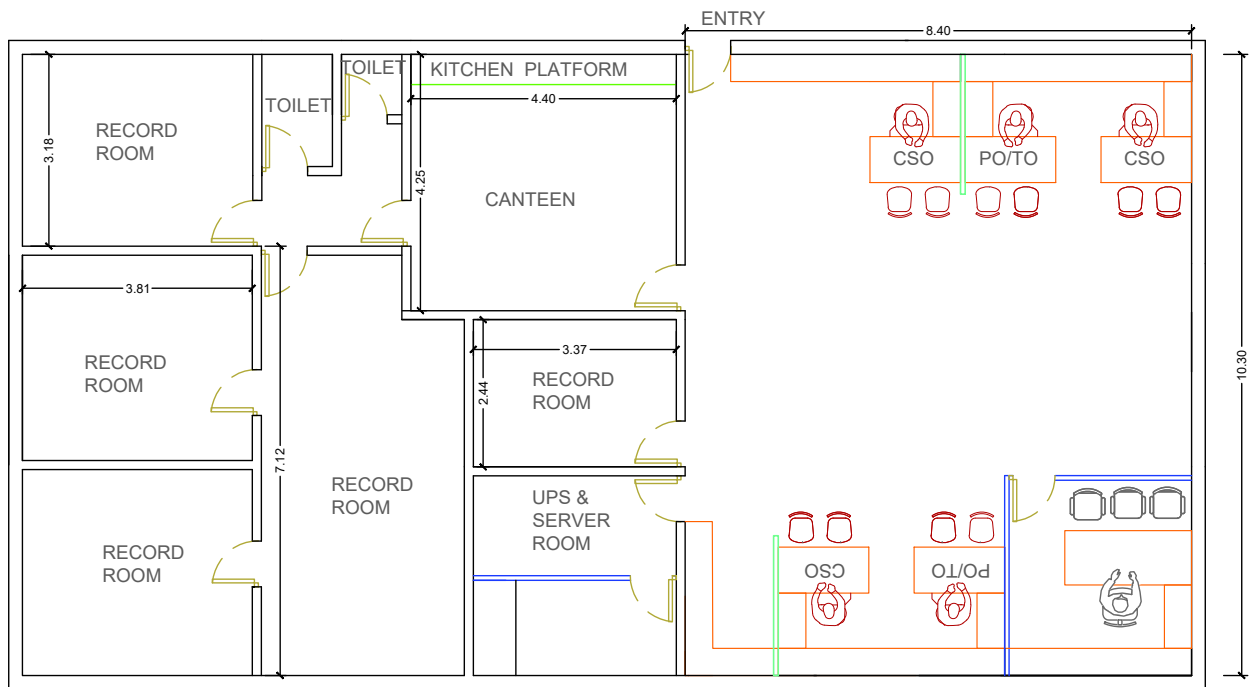 ENTRY
8.40
TOILET
KITCHEN PLATFORM
TOILET
4.40
RECORD
ROOM
3.18
4.25
CANTEEN
CSO
PO/TO
CSO
3.81
RECORD
ROOM
3.37
2.44
RECORD
ROOM
10.30
7.12
RECORD
ROOM
UPS &
SERVER
ROOM
RECORD
ROOM
CSO
PO/TO